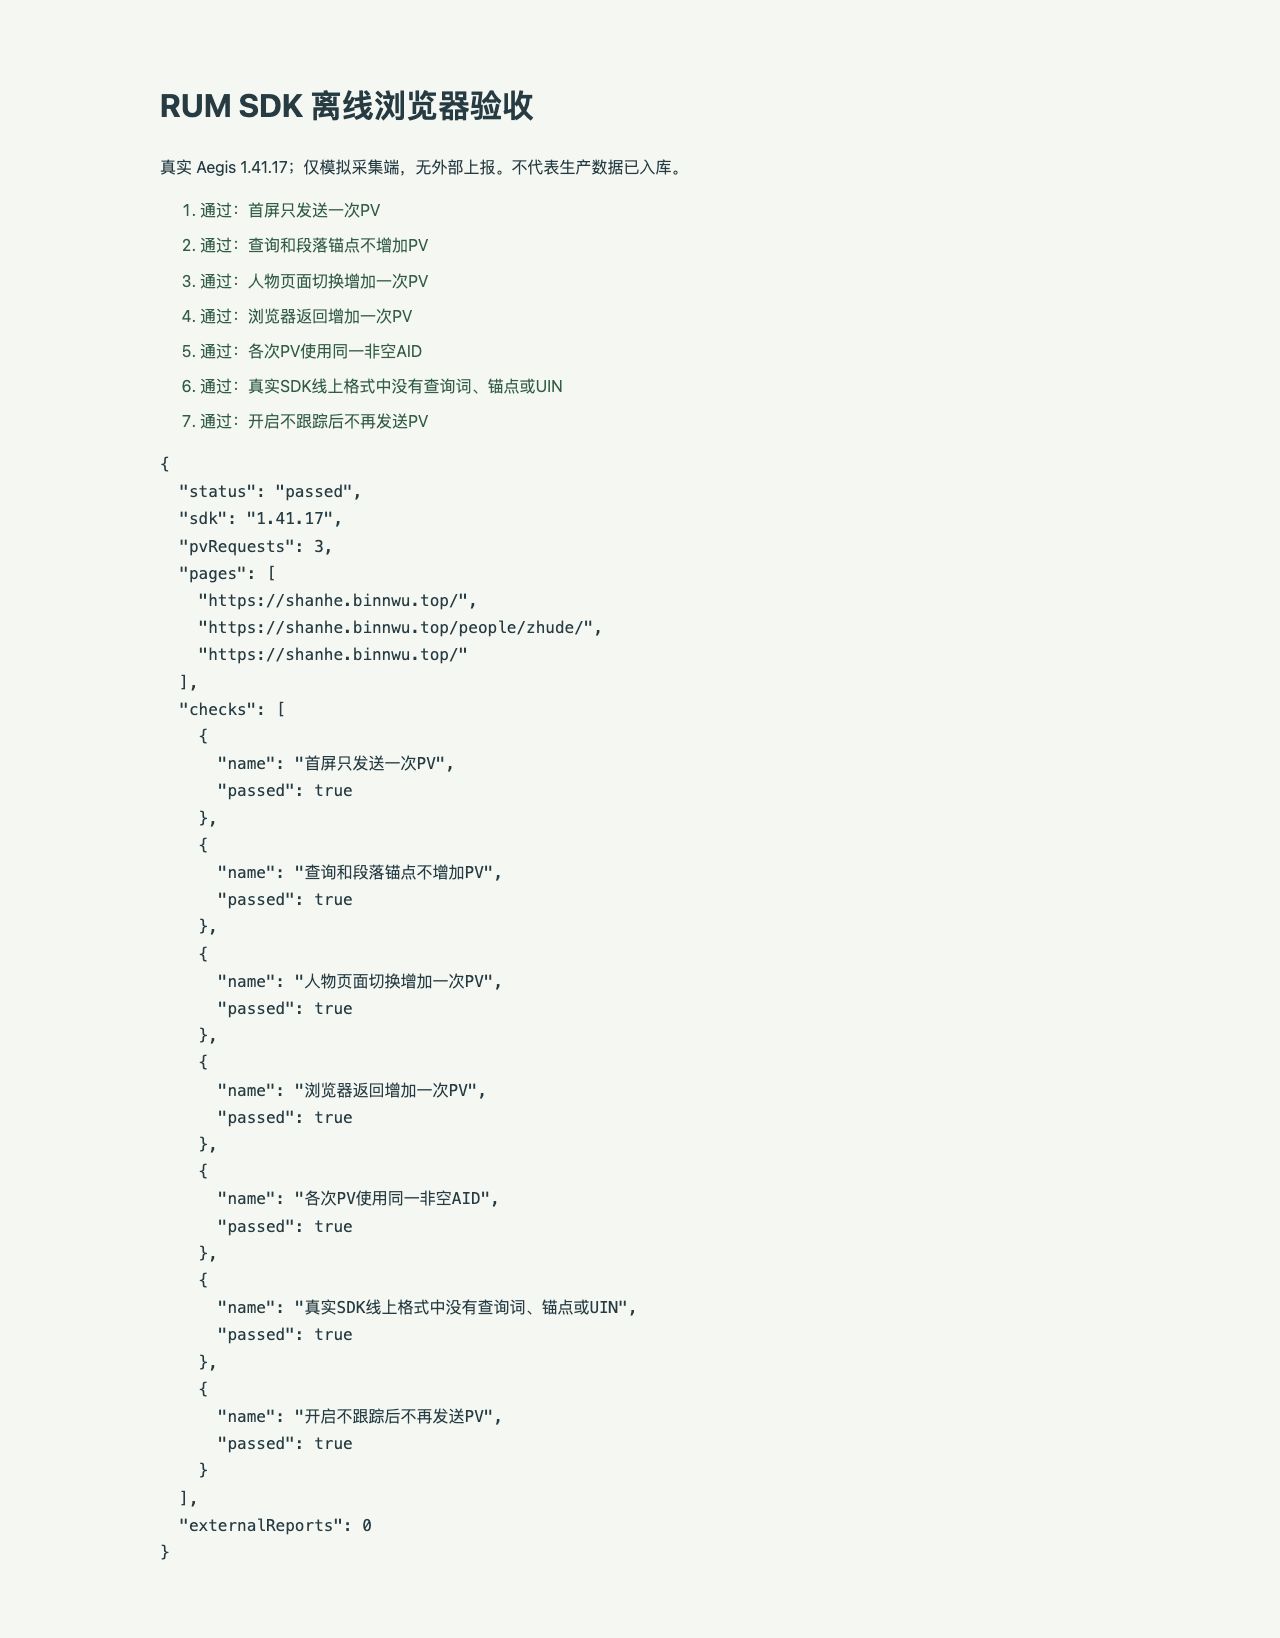 RUM SDK 离线浏览器验收
真实 Aegis 1.41.17；仅模拟采集端，无外部上报。不代表生产数据已入库。
1. 通过：首屏只发送一次PV
2. 通过：查询和段落锚点不增加PV
3. 通过：人物页面切换增加一次PV
4. 通过：浏览器返回增加一次PV
5. 通过：各次PV使用同一非空AID
6. 通过：真实SDK线上格式中没有查询词、锚点或UIN
7. 通过：开启不跟踪后不再发送PV
{
  "status": "passed",
  "sdk": "1.41.17",
  "pvRequests": 3,
  "pages": [
    "https://shanhe.binnwu.top/",
    "https://shanhe.binnwu.top/people/zhude/",
    "https://shanhe.binnwu.top/"
  ],
  "checks": [
    {
      "name": "首屏只发送一次PV",
      "passed": true
    },
    {
      "name": "查询和段落锚点不增加PV",
      "passed": true
    },
    {
      "name": "人物页面切换增加一次PV",
      "passed": true
    },
    {
      "name": "浏览器返回增加一次PV",
      "passed": true
    },
    {
      "name": "各次PV使用同一非空AID",
      "passed": true
    },
    {
      "name": "真实SDK线上格式中没有查询词、锚点或UIN",
      "passed": true
    },
    {
      "name": "开启不跟踪后不再发送PV",
      "passed": true
    }
  ],
  "externalReports": 0
}